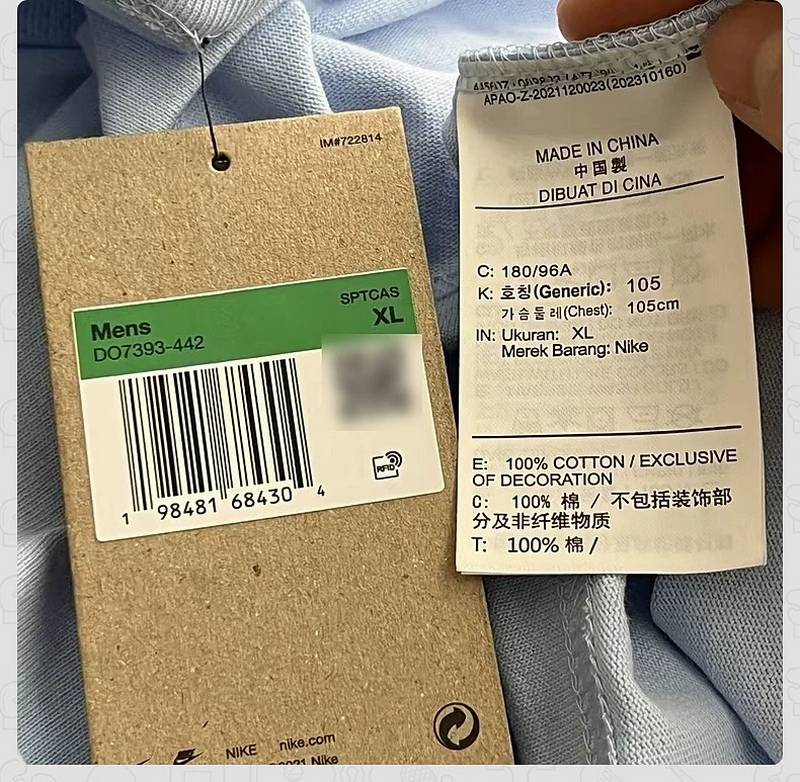 IM#722814
SPTCAS
Mens XL
DO7393-442
RFID
1 98481 68430 4
NIKE nike.com
Nike
APAO-Z-2021120023(202310160)
MADE IN CHINA
中国製
DIBUAT DI CINA
C: 180/96A
K: 호칭(Generic): 105
가슴둘레(Chest): 105cm
IN: Ukuran: XL
Merek Barang: Nike
E: 100% COTTON / EXCLUSIVE
OF DECORATION
C: 100% 棉 / 不包括装饰部
分及非纤维物质
T: 100% 棉 /